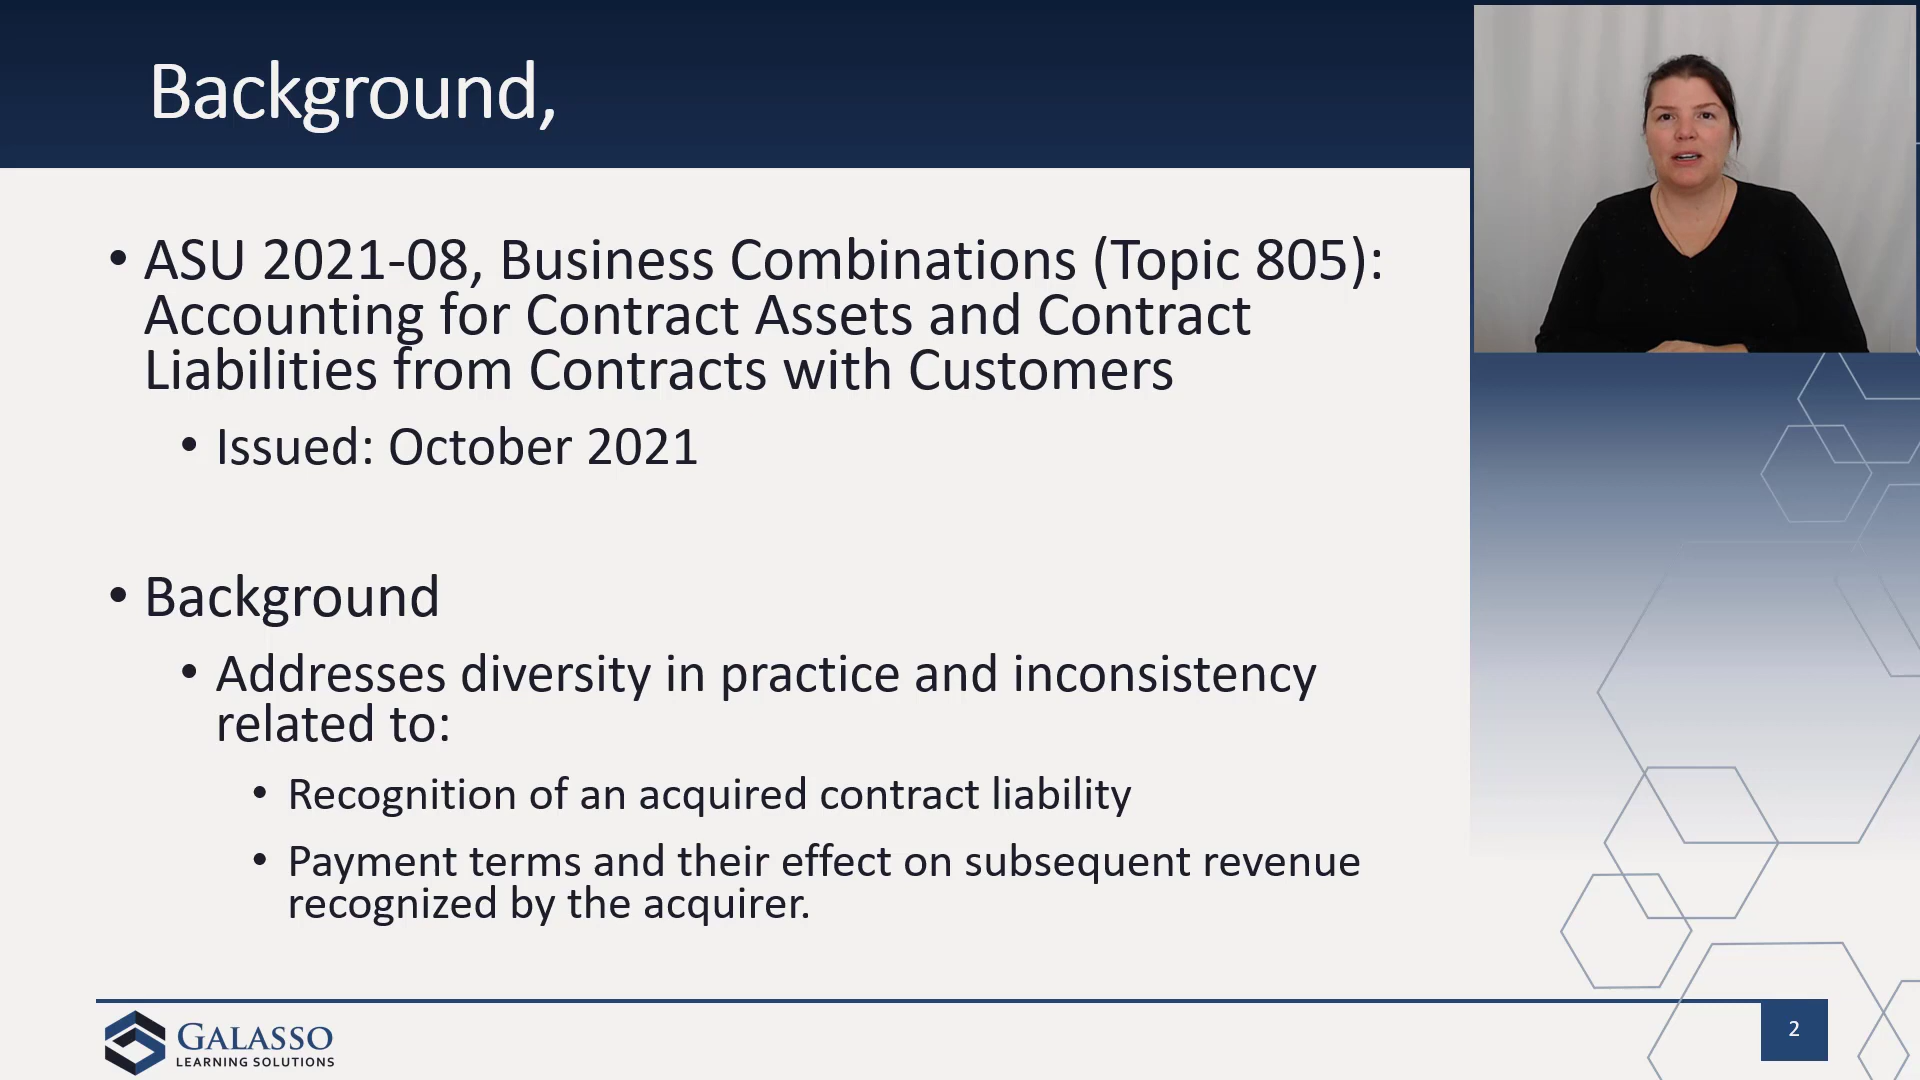 Background,
• ASU 2021-08, Business Combinations (Topic 805):
Accounting for Contract Assets and Contract
Liabilities from Contracts with Customers
• Issued: October 2021
• Background
• Addresses diversity in practice and inconsistency
related to:
• Recognition of an acquired contract liability
• Payment terms and their effect on subsequent revenue
recognized by the acquirer.
GALASSO
LEARNING SOLUTIONS
2